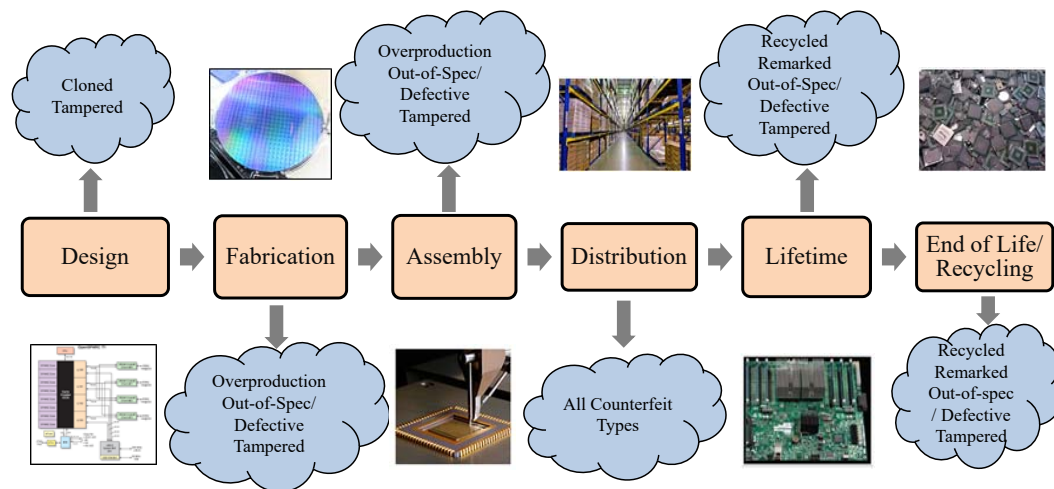 Cloned
Tampered
Overproduction
Out-of-Spec/
Defective
Tampered
Recycled
Remarked
Out-of-Spec/
Defective
Tampered
Design
Fabrication
Assembly
Distribution
Lifetime
End of Life/
Recycling
Overproduction
Out-of-Spec/
Defective
Tampered
All Counterfeit
Types
Recycled
Remarked
Out-of-spec
/ Defective
Tampered